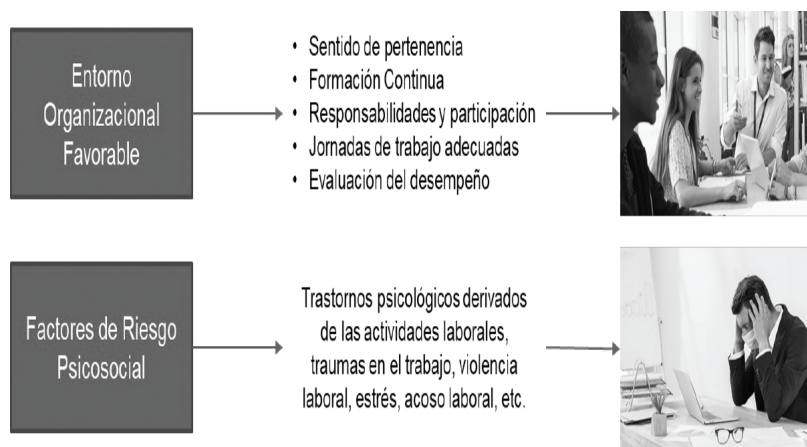 Entorno
Organizacional
Favorable
• Sentido de pertenencia
• Formación Continua
• Responsabilidades y participación
• Jornadas de trabajo adecuadas
• Evaluación del desempeño
Factores de Riesgo
Psicosocial
Trastornos psicológicos derivados
de las actividades laborales,
traumas en el trabajo, violencia
laboral, estrés, acoso laboral, etc.